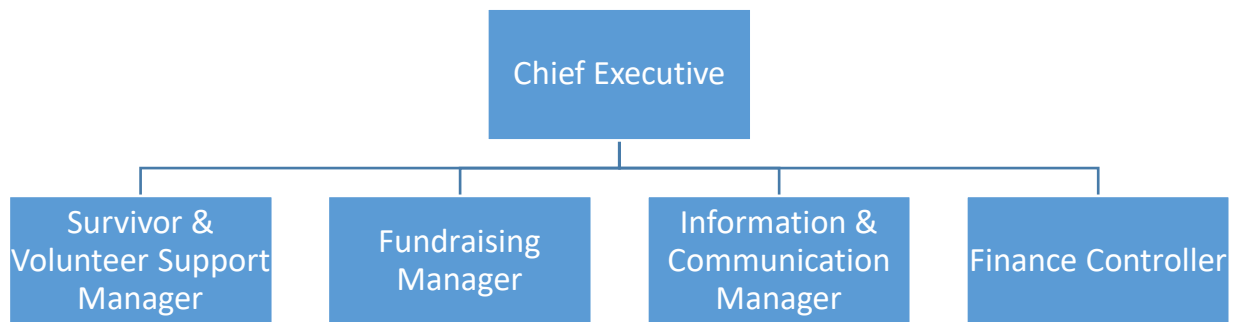 Chief Executive
Survivor &
Volunteer Support
Manager
Fundraising
Manager
Information &
Communication
Manager
Finance Controller